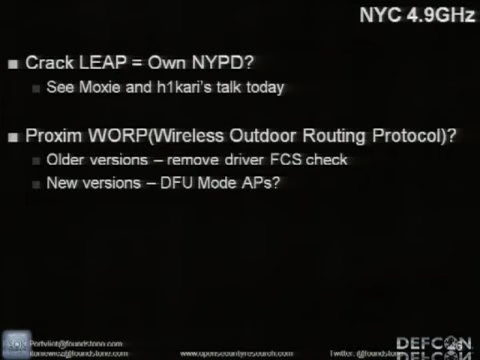 NYC 4.9GHz
Crack LEAP = Own NYPD?
See Moxie and h1kari's talk today
Proxim WORP(Wireless Outdoor Routing Protocol)?
Older versions – remove driver FCS check
New versions – DFU Mode APs?
www.opensecurityresearch.com
DEFCON